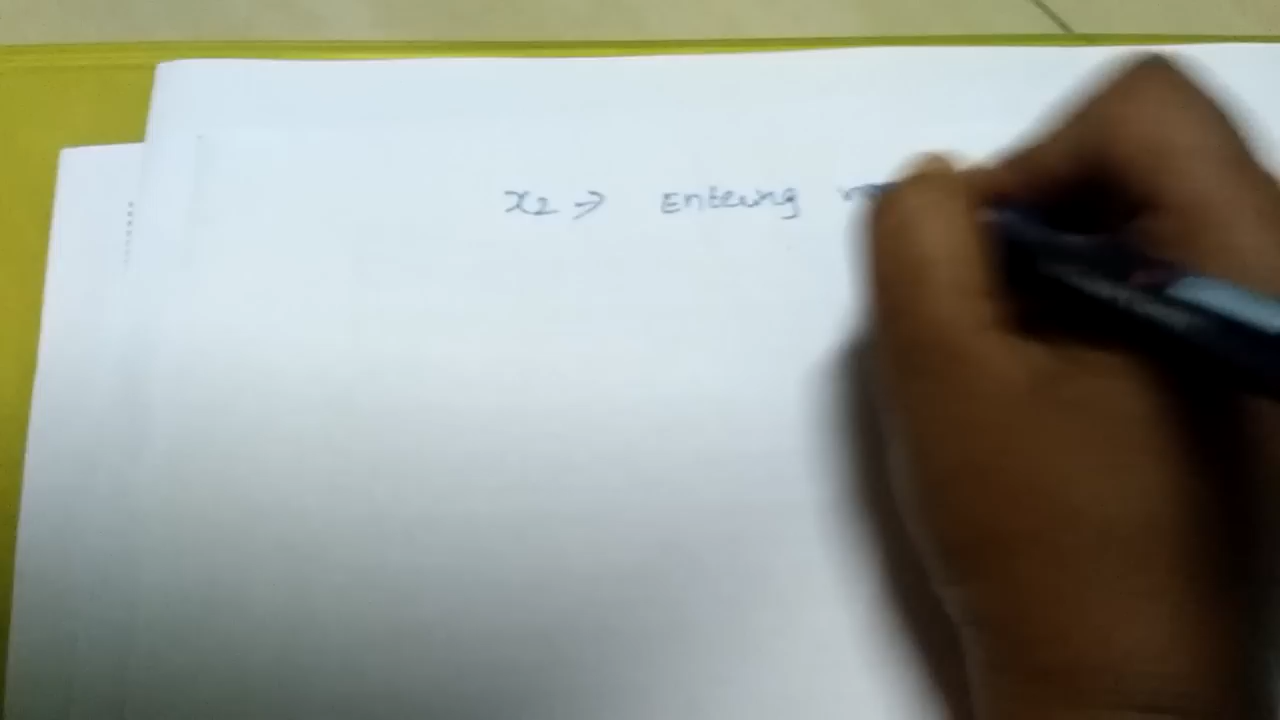 x2 → Entering